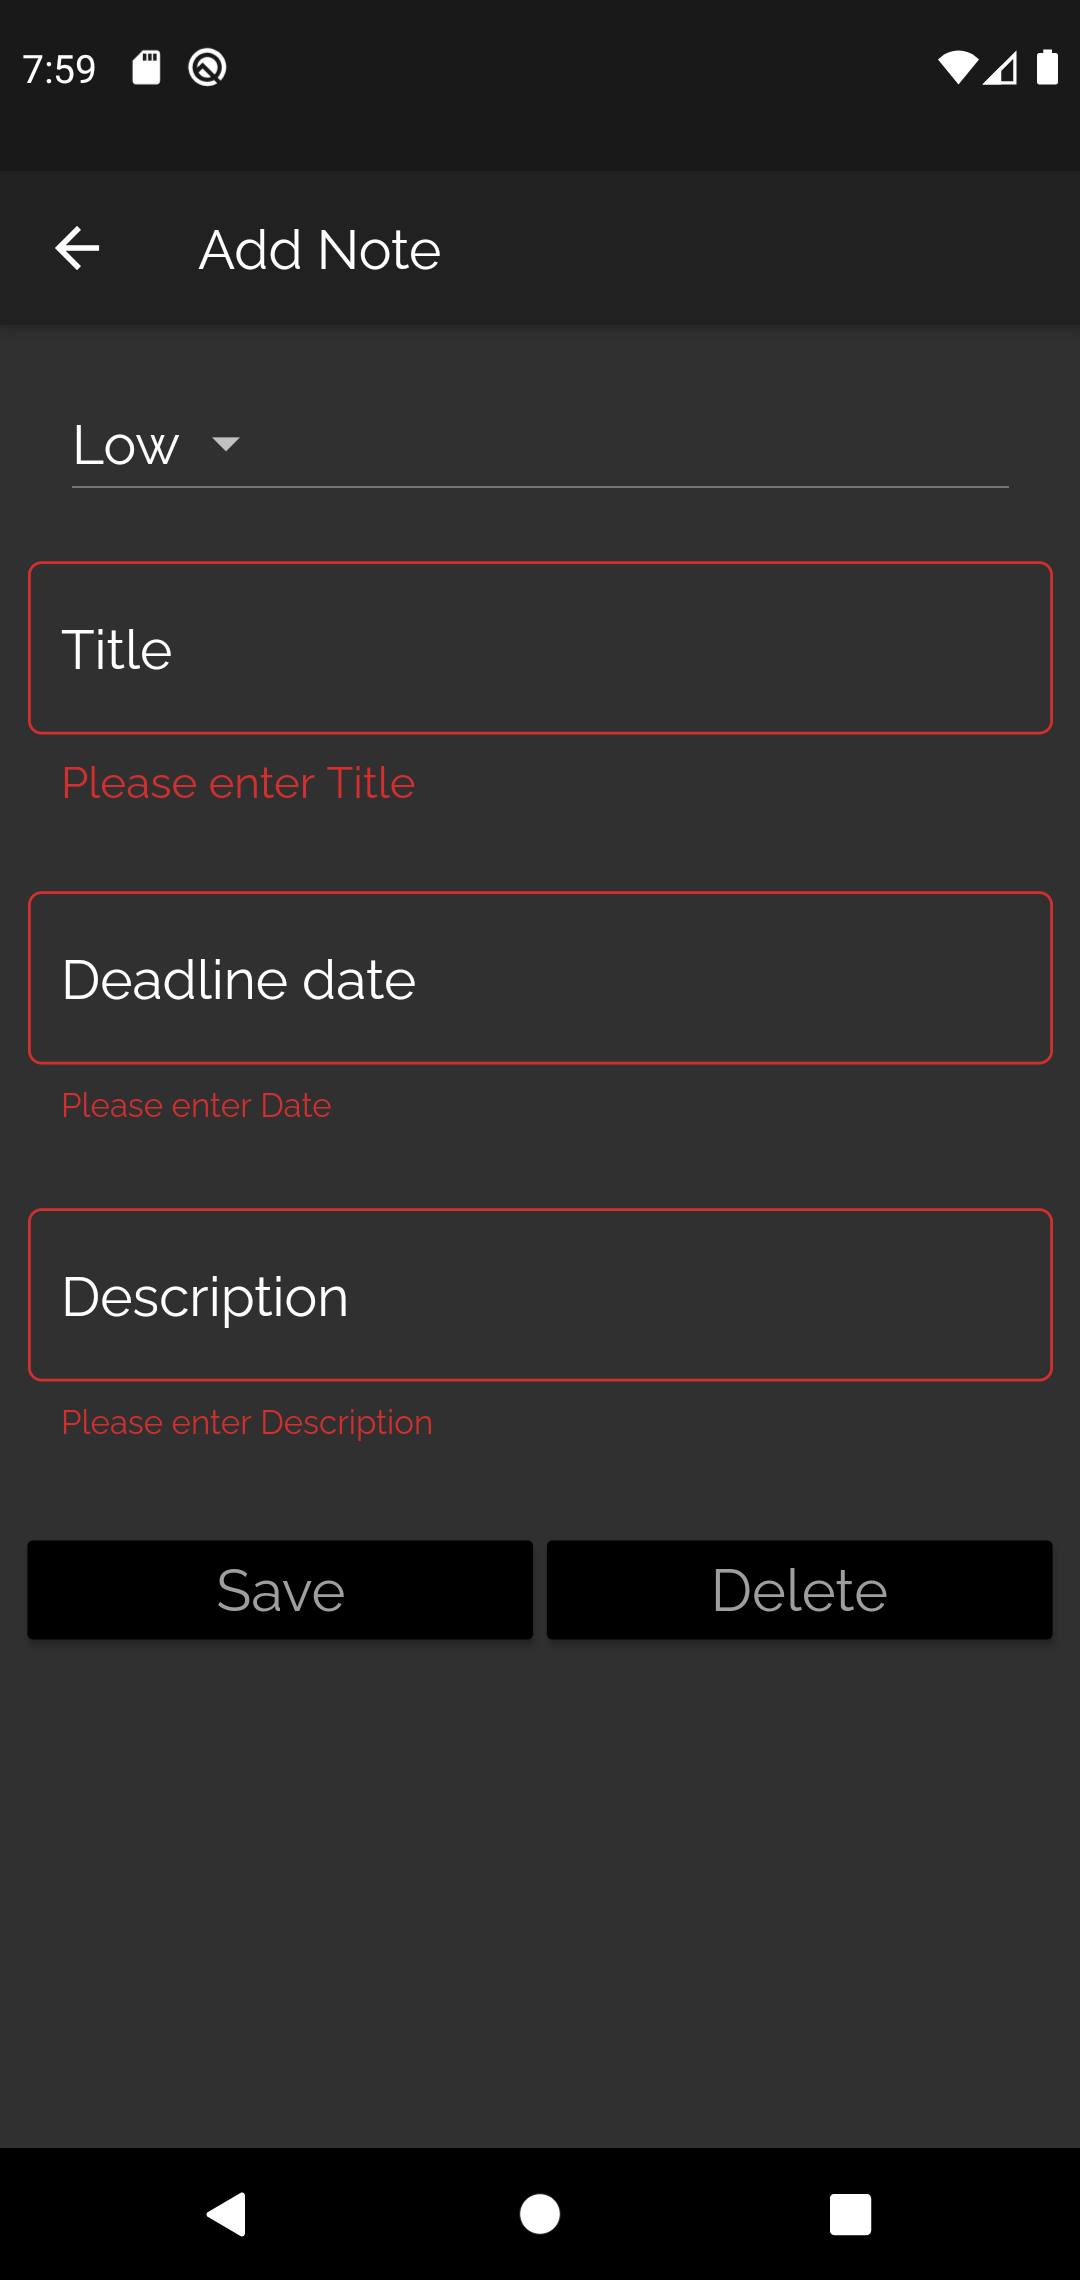 7:59
Add Note
Low
Title
Please enter Title
Deadline date
Please enter Date
Description
Please enter Description
Save Delete